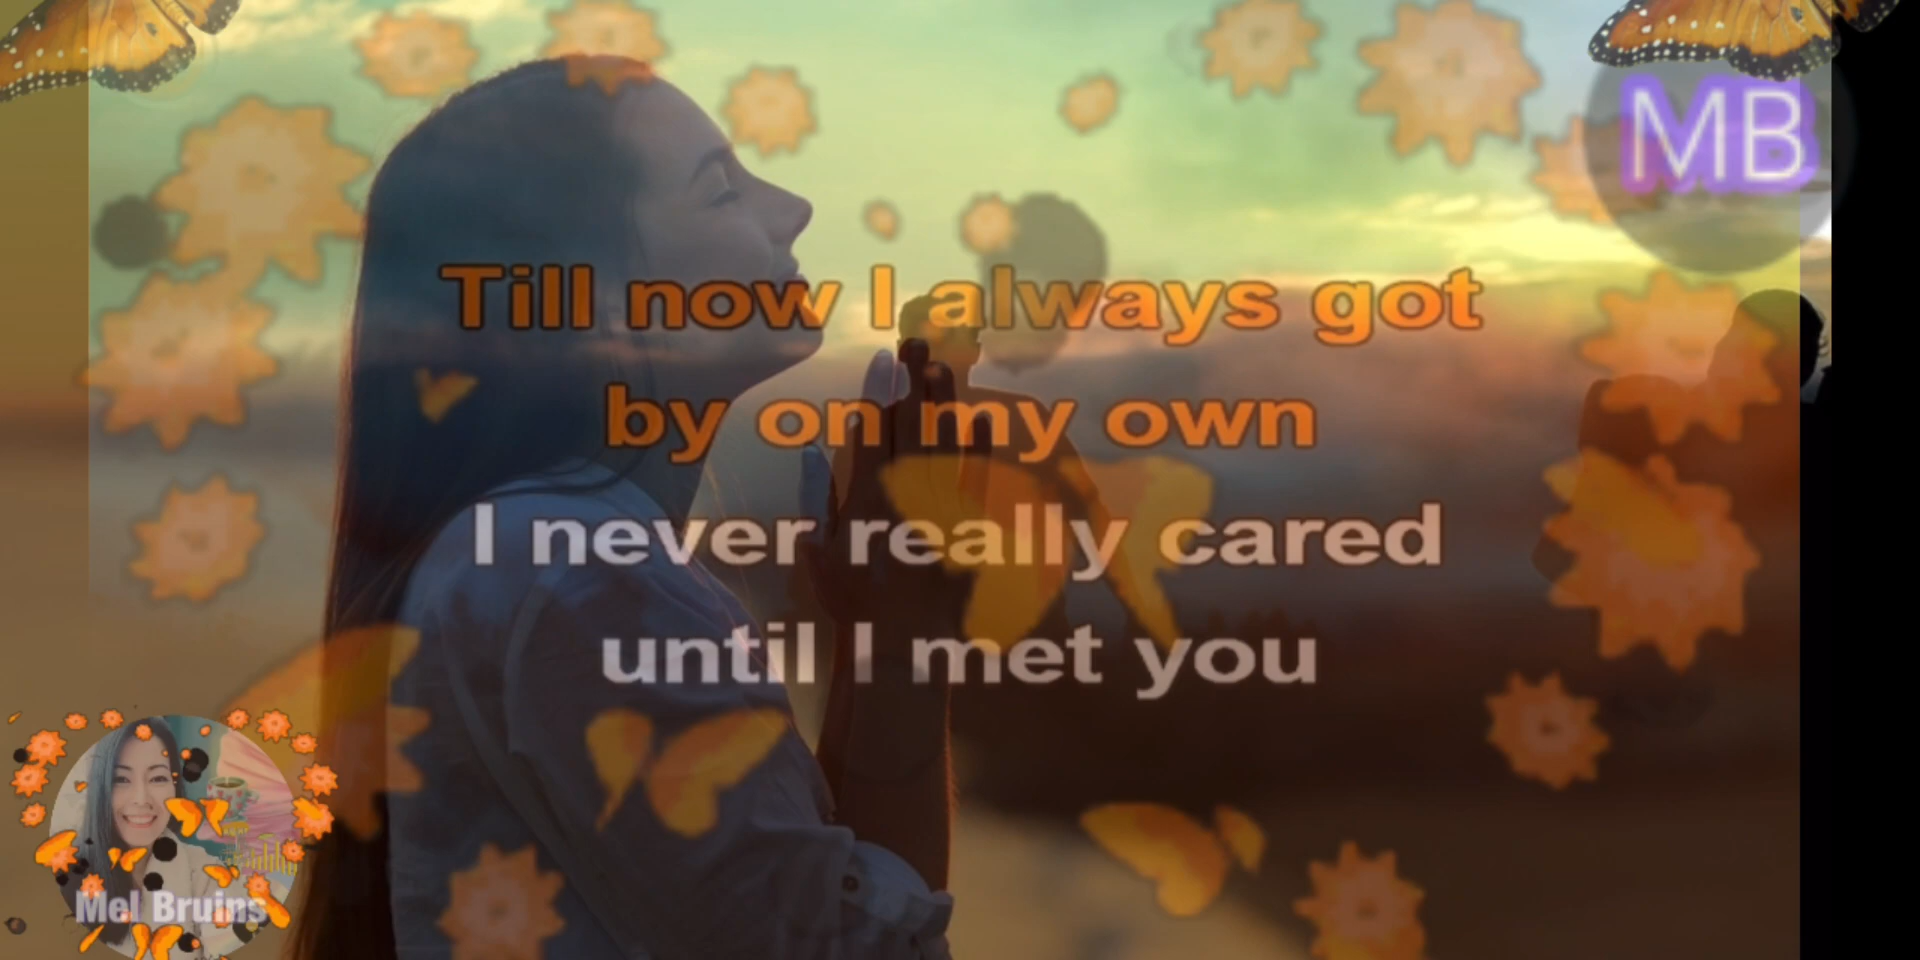 MB
Till now I always got
by on my own
I never really cared
until I met you
Mel Bruins